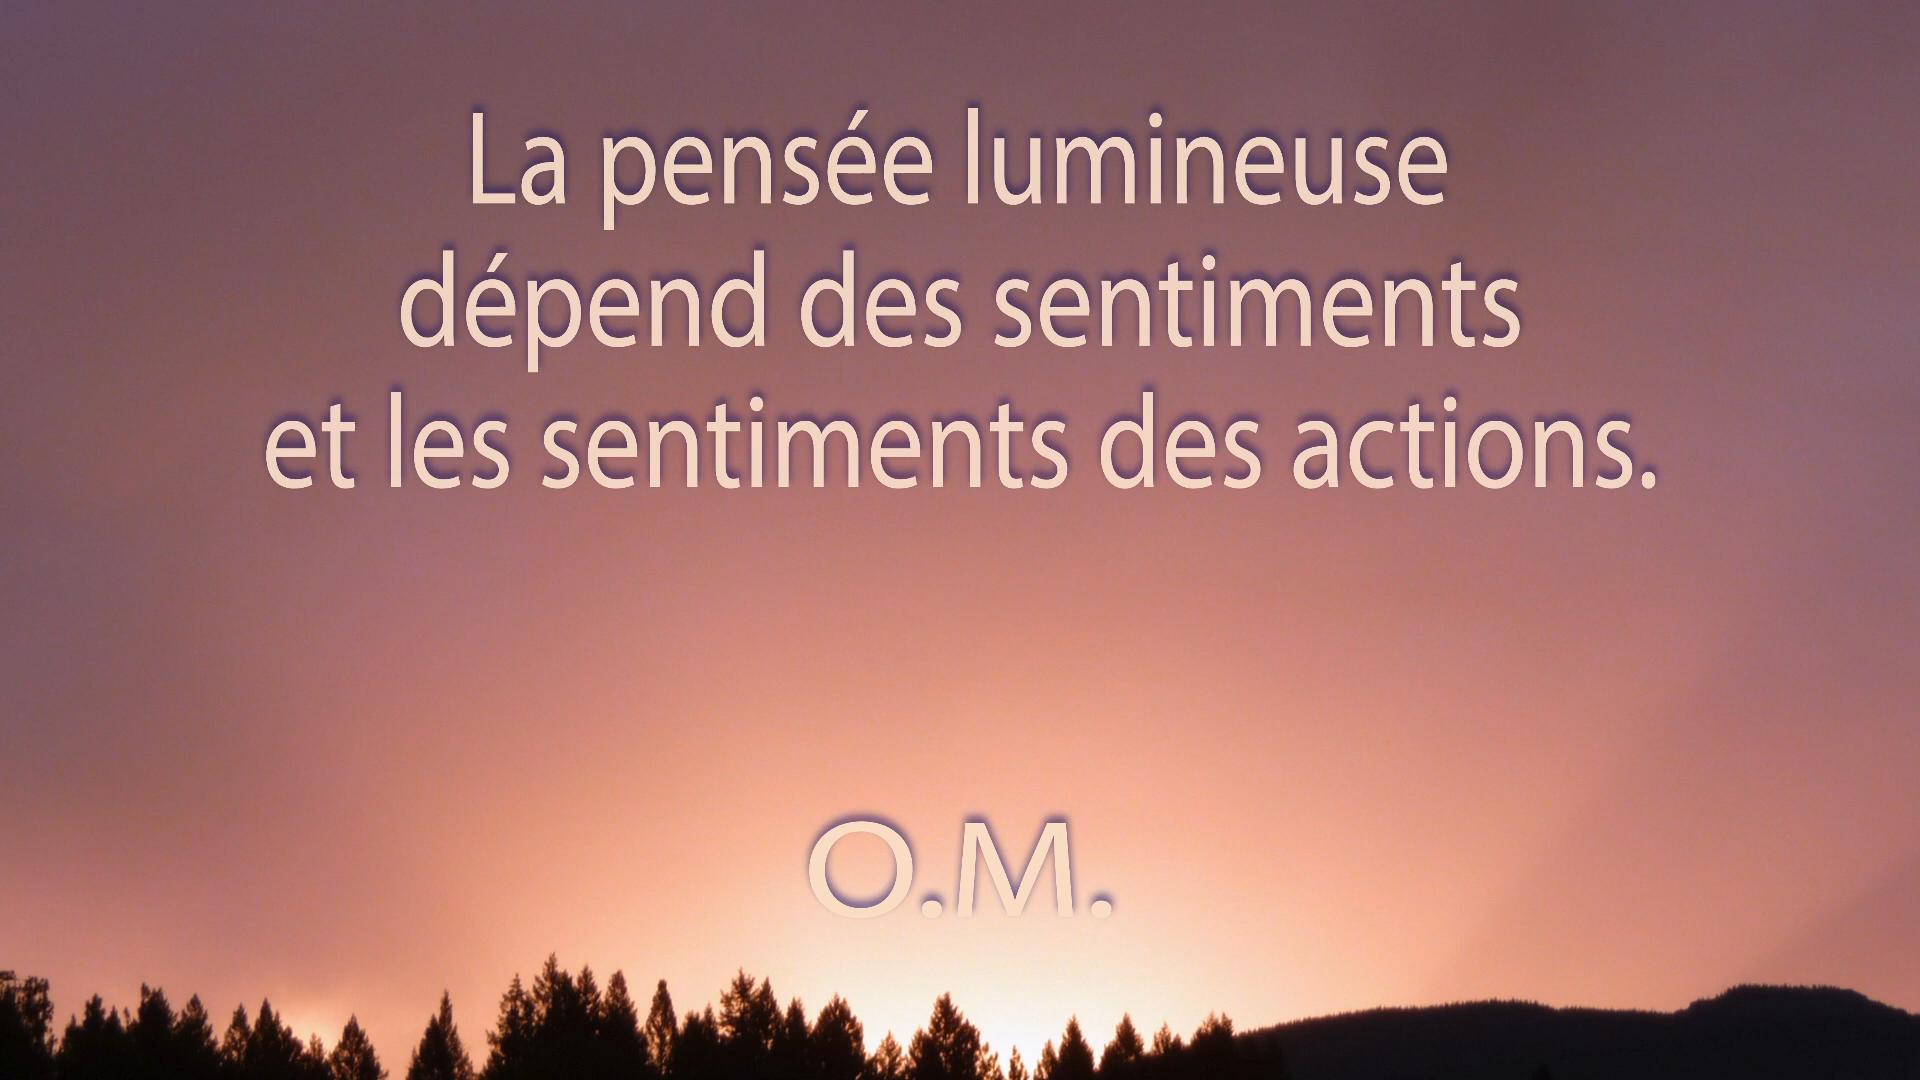 La pensée lumineuse
dépend des sentiments
et les sentiments des actions.
O.M.